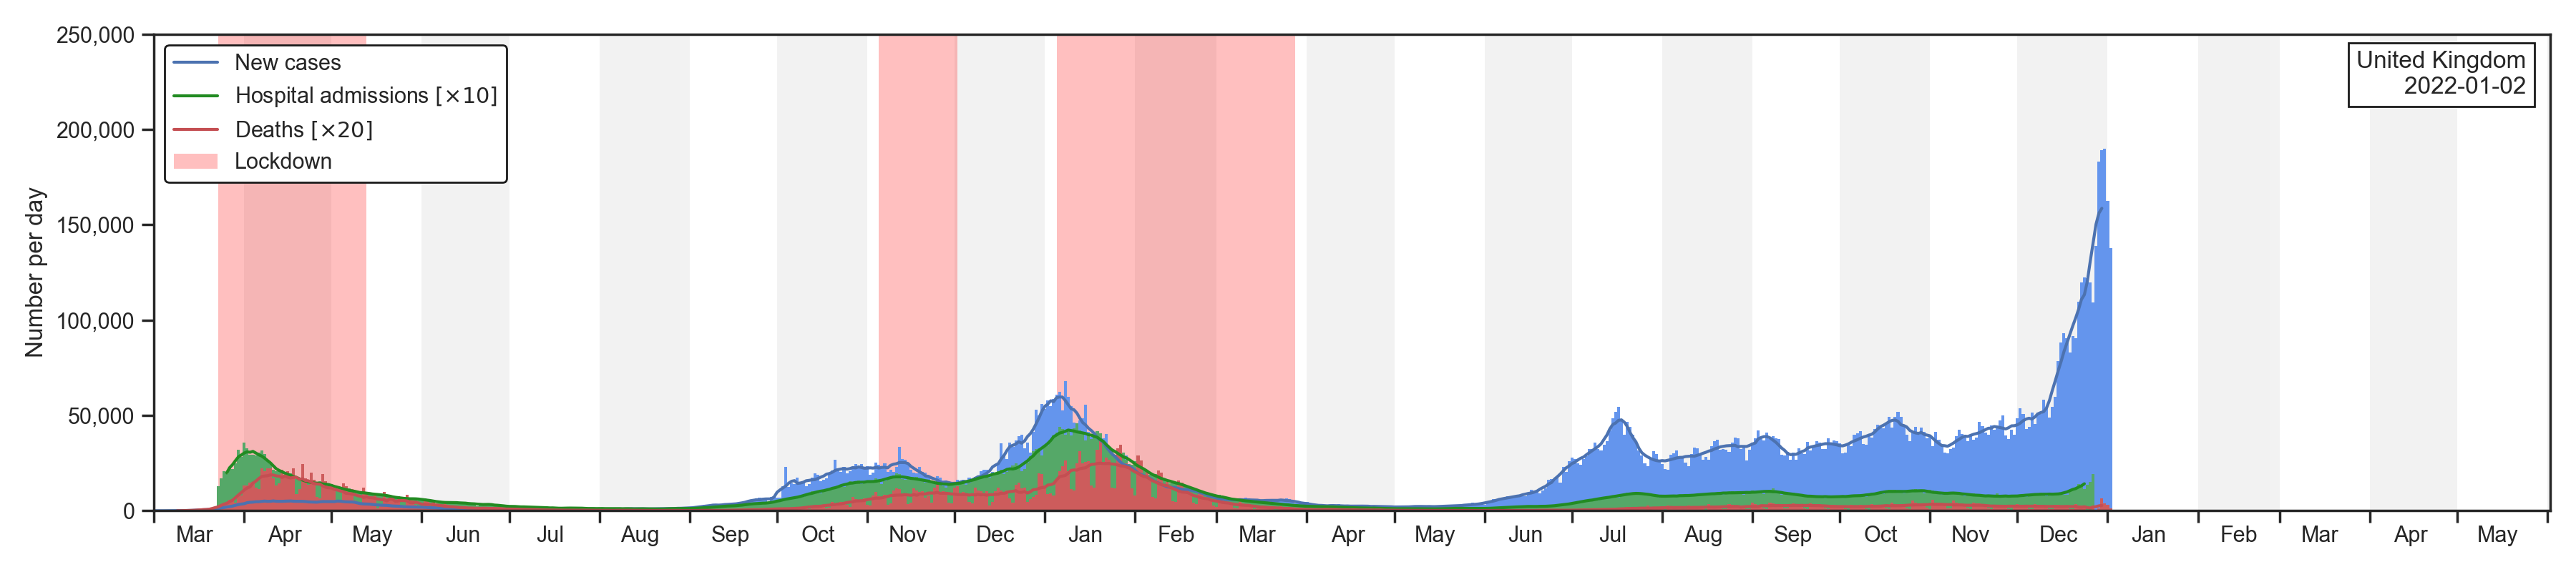 250,000
200,000
150,000
100,000
50,000
0
Number per day
New cases
Hospital admissions [×10]
Deaths [×20]
Lockdown
United Kingdom
2022-01-02
Mar Apr May Jun Jul Aug Sep Oct Nov Dec Jan Feb Mar Apr May Jun Jul Aug Sep Oct Nov Dec Jan Feb Mar Apr May